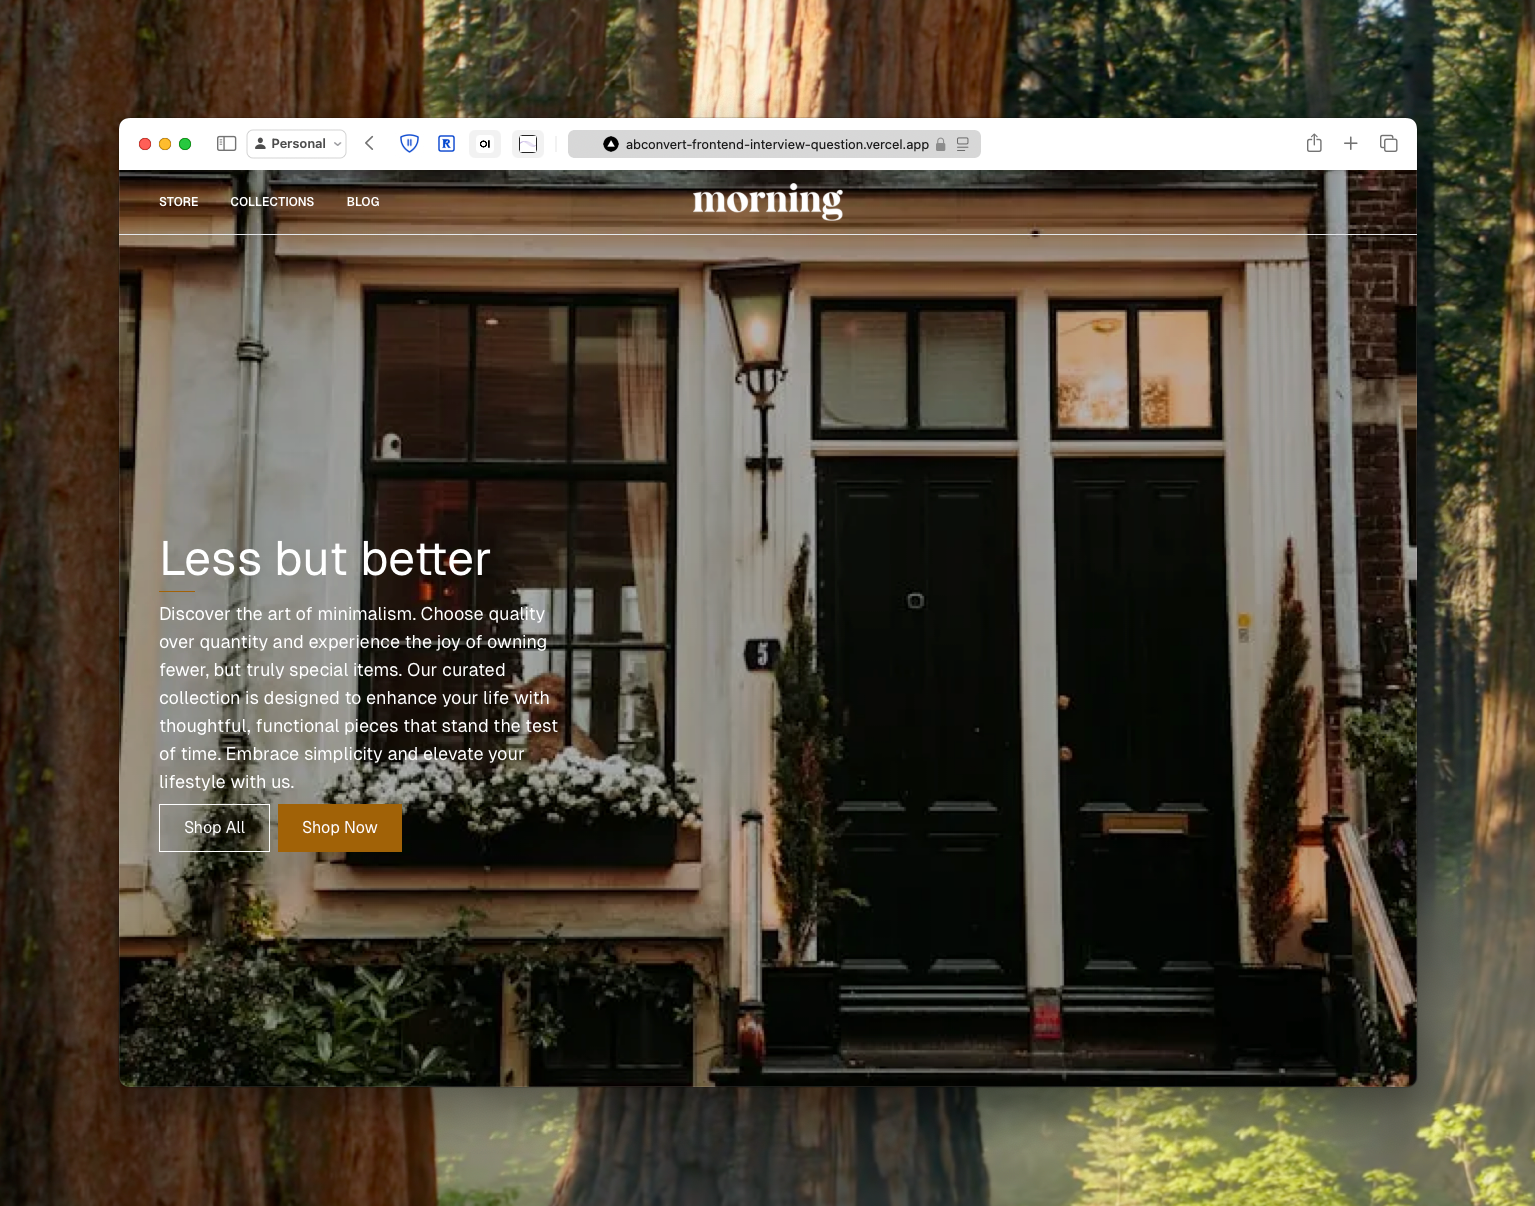 Personal
abconvert-frontend-interview-question.vercel.app
STORE COLLECTIONS BLOG
morning
Less but better
Discover the art of minimalism. Choose quality
over quantity and experience the joy of owning
fewer, but truly special items. Our curated
collection is designed to enhance your life with
thoughtful, functional pieces that stand the test
of time. Embrace simplicity and elevate your
lifestyle with us.
Shop All Shop Now
5